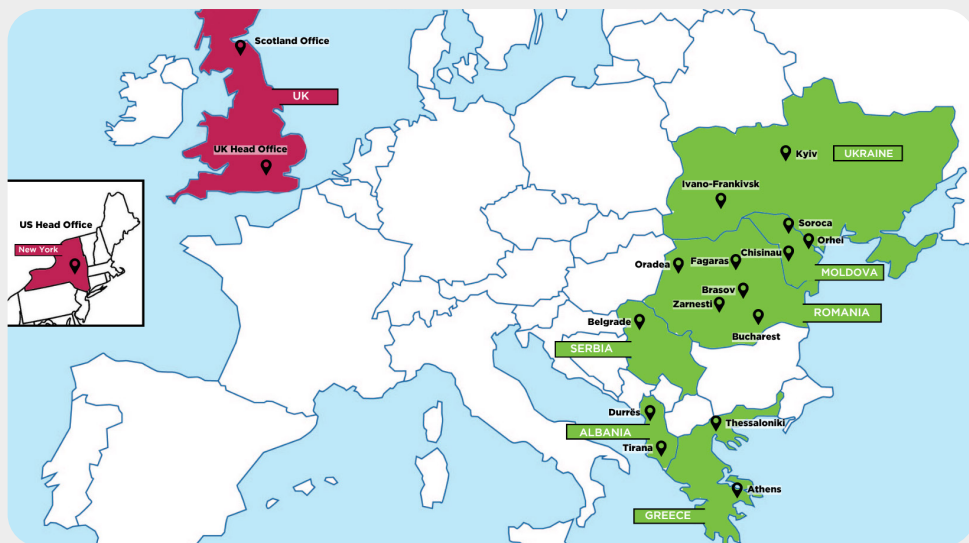 Scotland Office
UK
UK Head Office
US Head Office
New York
Kyiv
UKRAINE
Ivano-Frankivsk
Soroca
Orhei
Chisinau
Fagaras
Oradea
MOLDOVA
Brasov
Zarnesti
ROMANIA
Belgrade
Bucharest
SERBIA
Durrës
Thessaloniki
ALBANIA
Tirana
Athens
GREECE